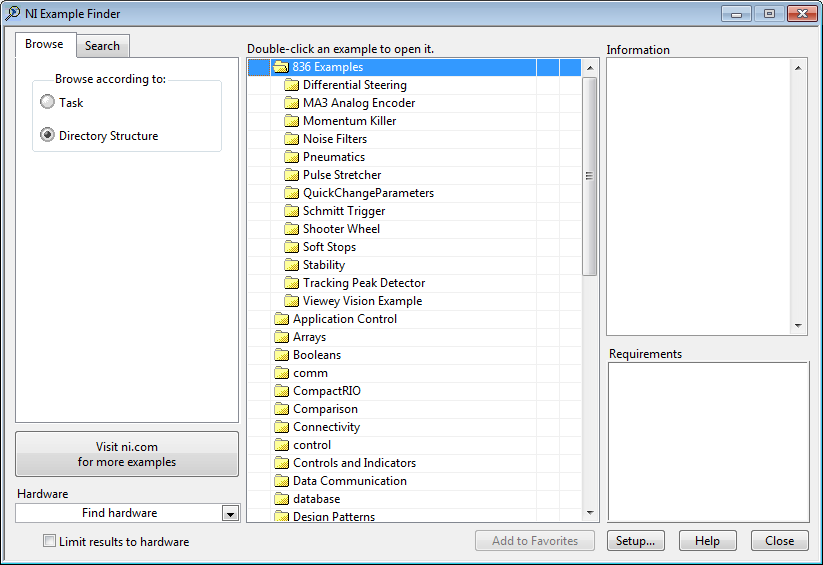 NI Example Finder
Browse
Search
Browse according to:
Task
Directory Structure
Visit ni.com
for more examples
Hardware
Find hardware
Limit results to hardware
Double-click an example to open it.
836 Examples
Differential Steering
MA3 Analog Encoder
Momentum Killer
Noise Filters
Pneumatics
Pulse Stretcher
QuickChangeParameters
Schmitt Trigger
Shooter Wheel
Soft Stops
Stability
Tracking Peak Detector
Viewey Vision Example
Application Control
Arrays
Booleans
comm
CompactRIO
Comparison
Connectivity
control
Controls and Indicators
Data Communication
database
Design Patterns
Information
Requirements
Add to Favorites
Setup...
Help
Close